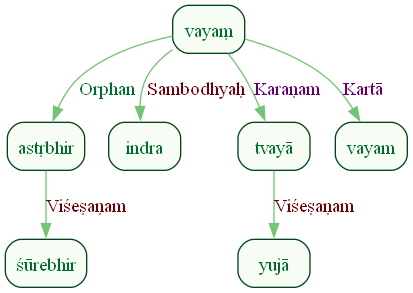 vayaṃ
Orphan Sambodhyaḥ Karaṇam Kartā
astṛbhir indra tvayā vayam
Viśeṣaṇam Viśeṣaṇam
śūrebhir yujā